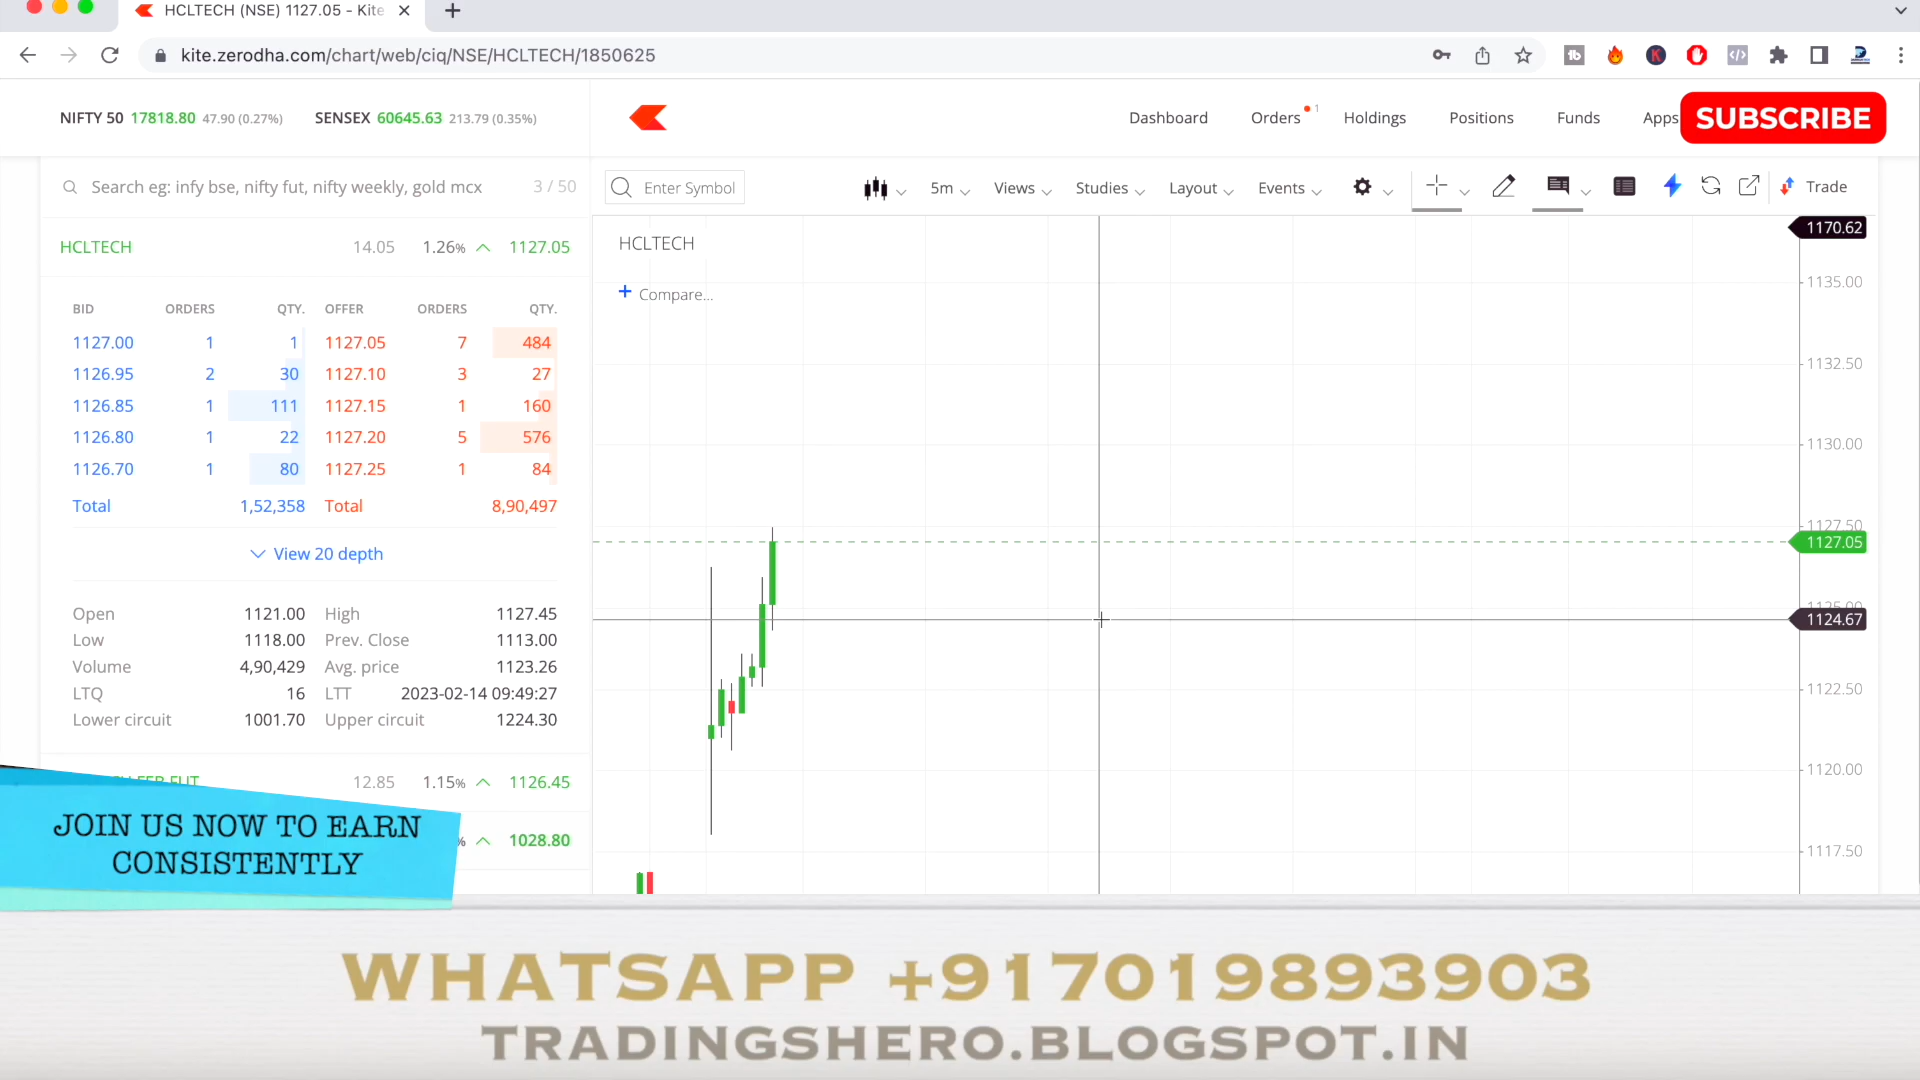 HCLTECH (NSE) 1127.05 - Kite
kite.zerodha.com/chart/web/ciq/NSE/HCLTECH/1850625
NIFTY 50 17818.80 47.90 (0.27%) SENSEX 60645.63 213.79 (0.35%)
Dashboard Orders 1 Holdings Positions Funds Apps SUBSCRIBE
Search eg: infy bse, nifty fut, nifty weekly, gold mcx 3 / 50
Enter Symbol 5m Views Studies Layout Events Trade
HCLTECH 14.05 1.26% 1127.05
BID ORDERS QTY. OFFER ORDERS QTY.
1127.00 1 1 1127.05 7 484
1126.95 2 30 1127.10 3 27
1126.85 1 111 1127.15 1 160
1126.80 1 22 1127.20 5 576
1126.70 1 80 1127.25 1 84
Total 1,52,358 Total 8,90,497
View 20 depth
Open 1121.00 High 1127.45
Low 1118.00 Prev. Close 1113.00
Volume 4,90,429 Avg. price 1123.26
LTQ 16 LTT 2023-02-14 09:49:27
Lower circuit 1001.70 Upper circuit 1224.30
FEB FUT 12.85 1.15% 1126.45
% 1028.80
HCLTECH
+ Compare...
1170.62
1135.00
1132.50
1130.00
1127.50
1127.05
1125.00
1124.67
1122.50
1120.00
1117.50
JOIN US NOW TO EARN
CONSISTENTLY
WHATSAPP +917019893903
TRADINGSHERO.BLOGSPOT.IN